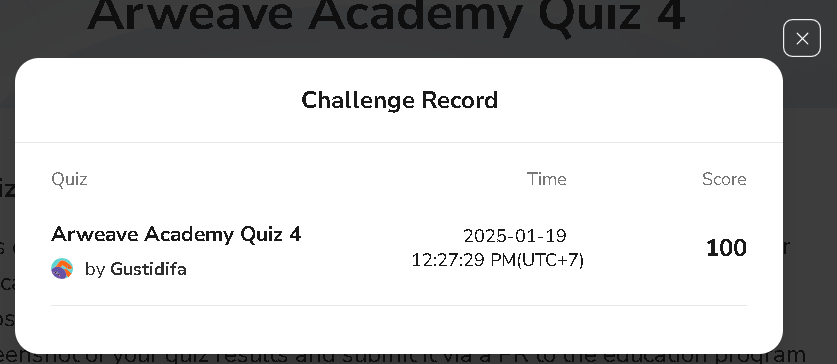 Arweave Academy Quiz 4
Challenge Record
Quiz Time Score
Arweave Academy Quiz 4
2025-01-19
12:27:29 PM(UTC+7)
100
by Gustidifa
eenshot of your quiz results and submit it via a PR to the education program